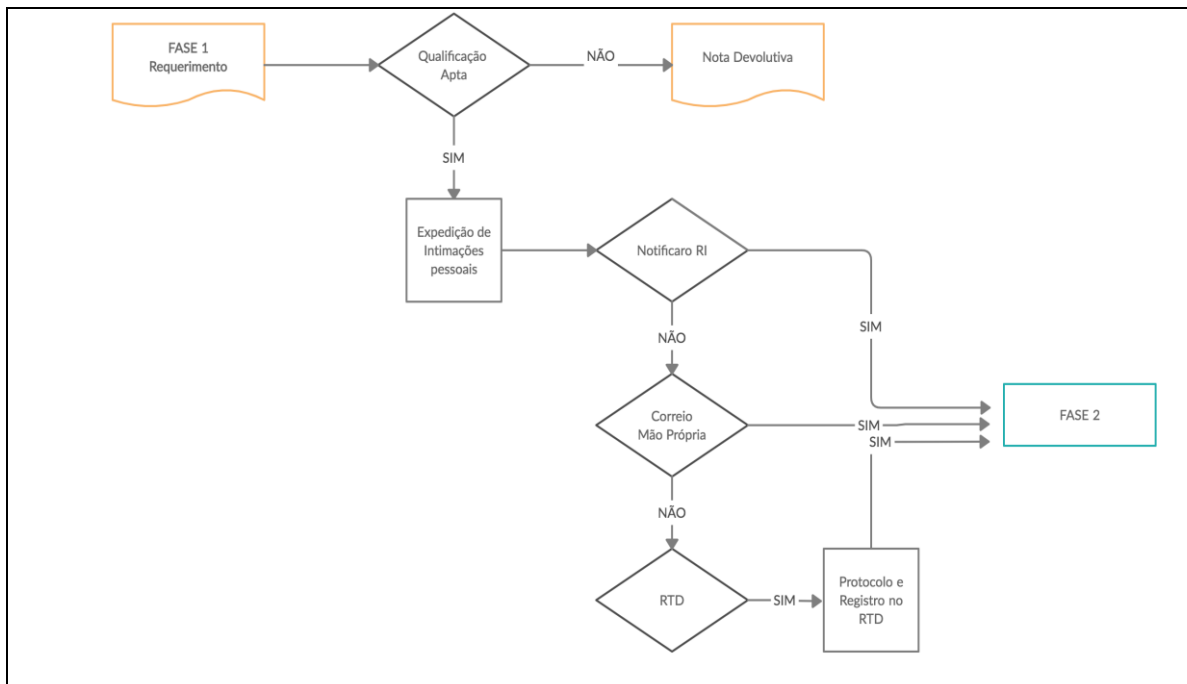 FASE 1
Requerimento
Qualificação
Apta
NÃO
Nota Devolutiva
SIM
Expedição de
Intimações
pessoais
Notificaro RI
SIM
NÃO
Correio
Mão Própria
SIM
SIM
FASE 2
NÃO
RTD
SIM
Protocolo e
Registro no
RTD